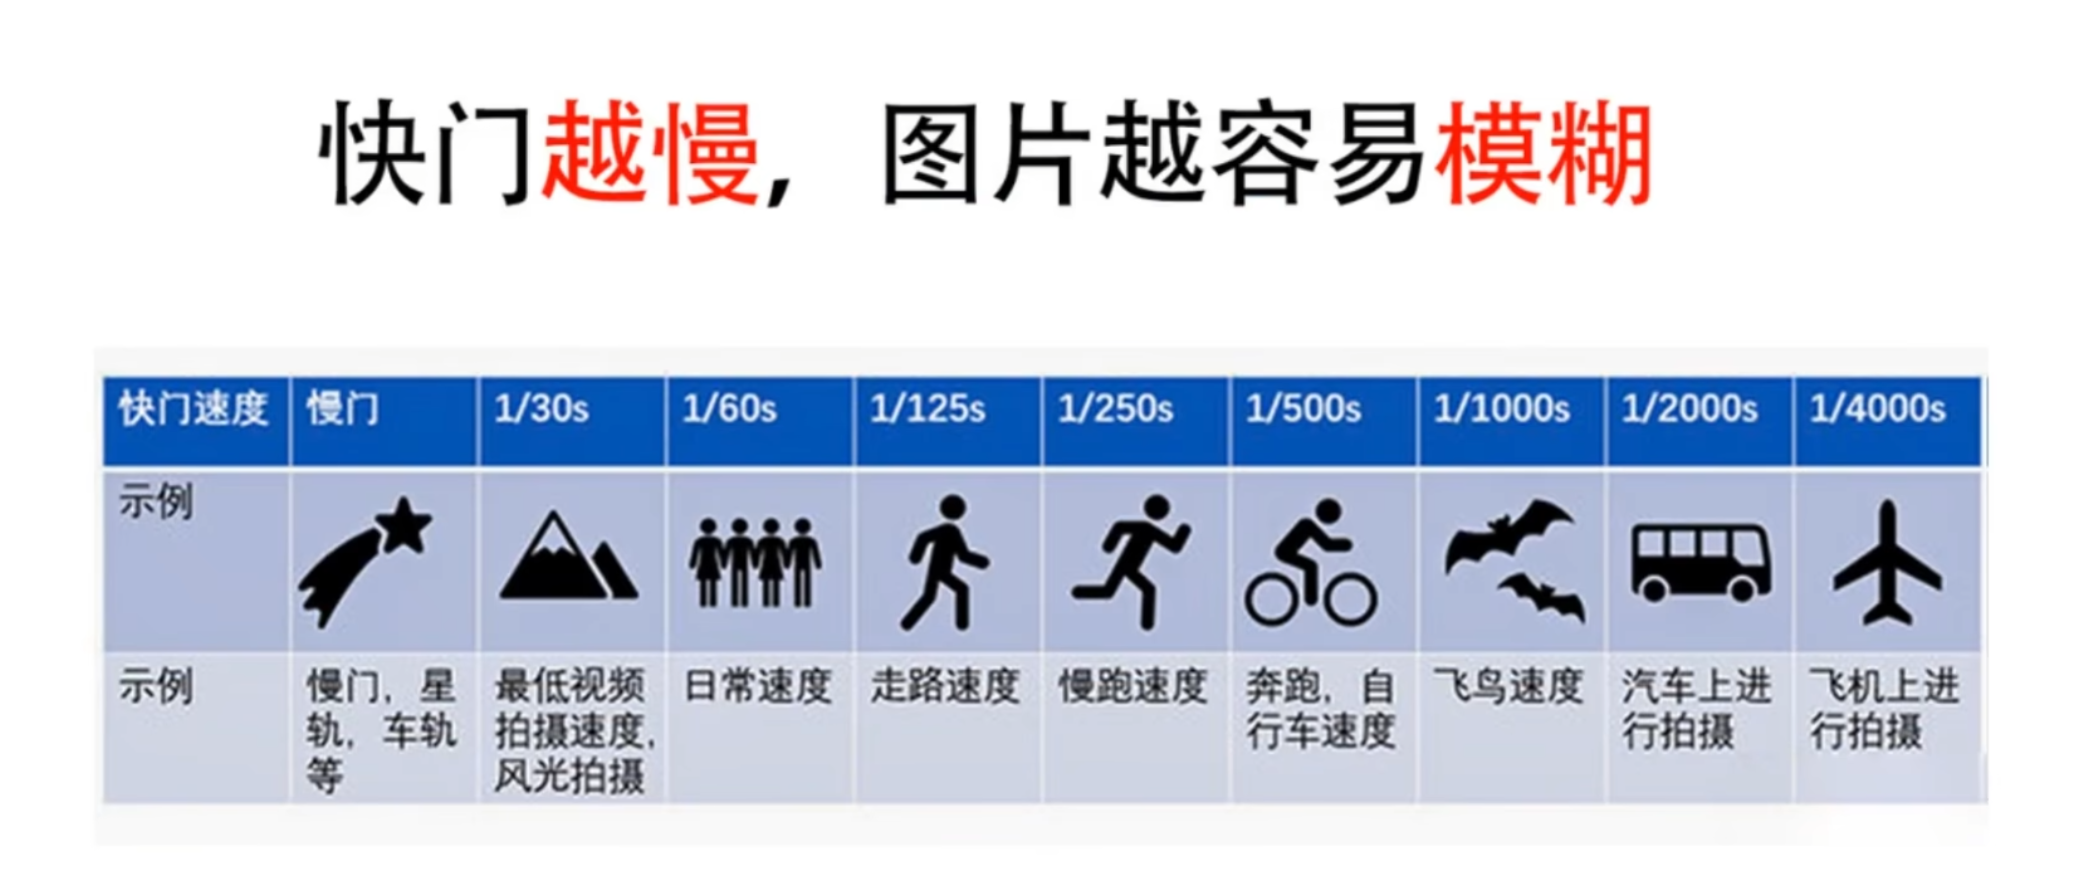 快门越慢，图片越容易模糊
快门速度 慢门 1/30s 1/60s 1/125s 1/250s 1/500s 1/1000s 1/2000s 1/4000s
示例
示例 慢门，星 最低视频 日常速度 走路速度 慢跑速度 奔跑，自 飞鸟速度 汽车上进 飞机上进
轨，车轨 拍摄速度， 行车速度 行拍摄 行拍摄
等 风光拍摄